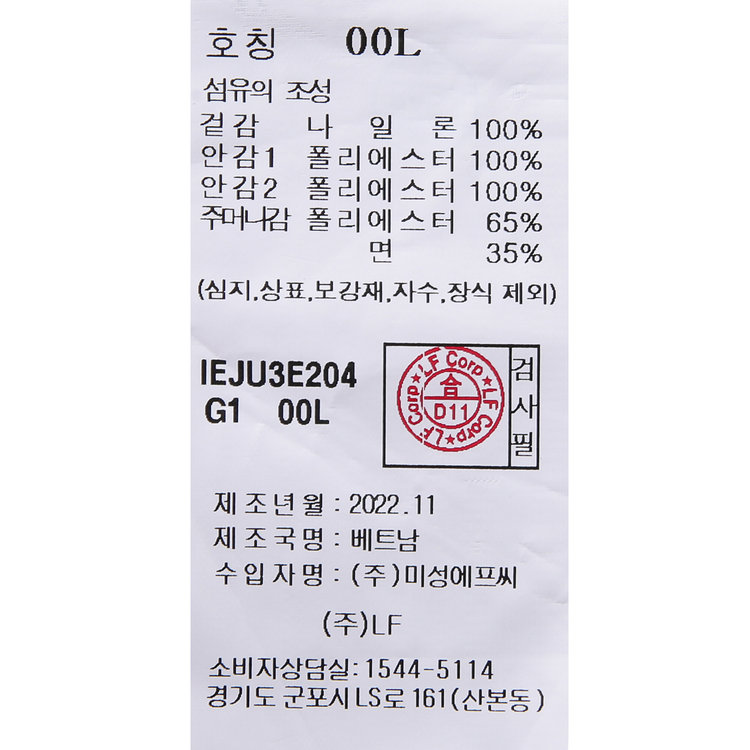 호칭 00L
섬유의 조성
겉감 나 일 론 100%
안감1 폴리에스터 100%
안감2 폴리에스터 100%
주머니감 폴리에스터 65%
면 35%
(심지,상표,보강재,자수,장식 제외)
IEJU3E204
G1 00L
LF Corp★LF Corp★LF Corp★
合
D11
검사필
제조년월 : 2022.11
제조국명 : 베트남
수입자명 : (주)미성에프씨
(주)LF
소비자상담실: 1544-5114
경기도 군포시 LS로 161(산본동)